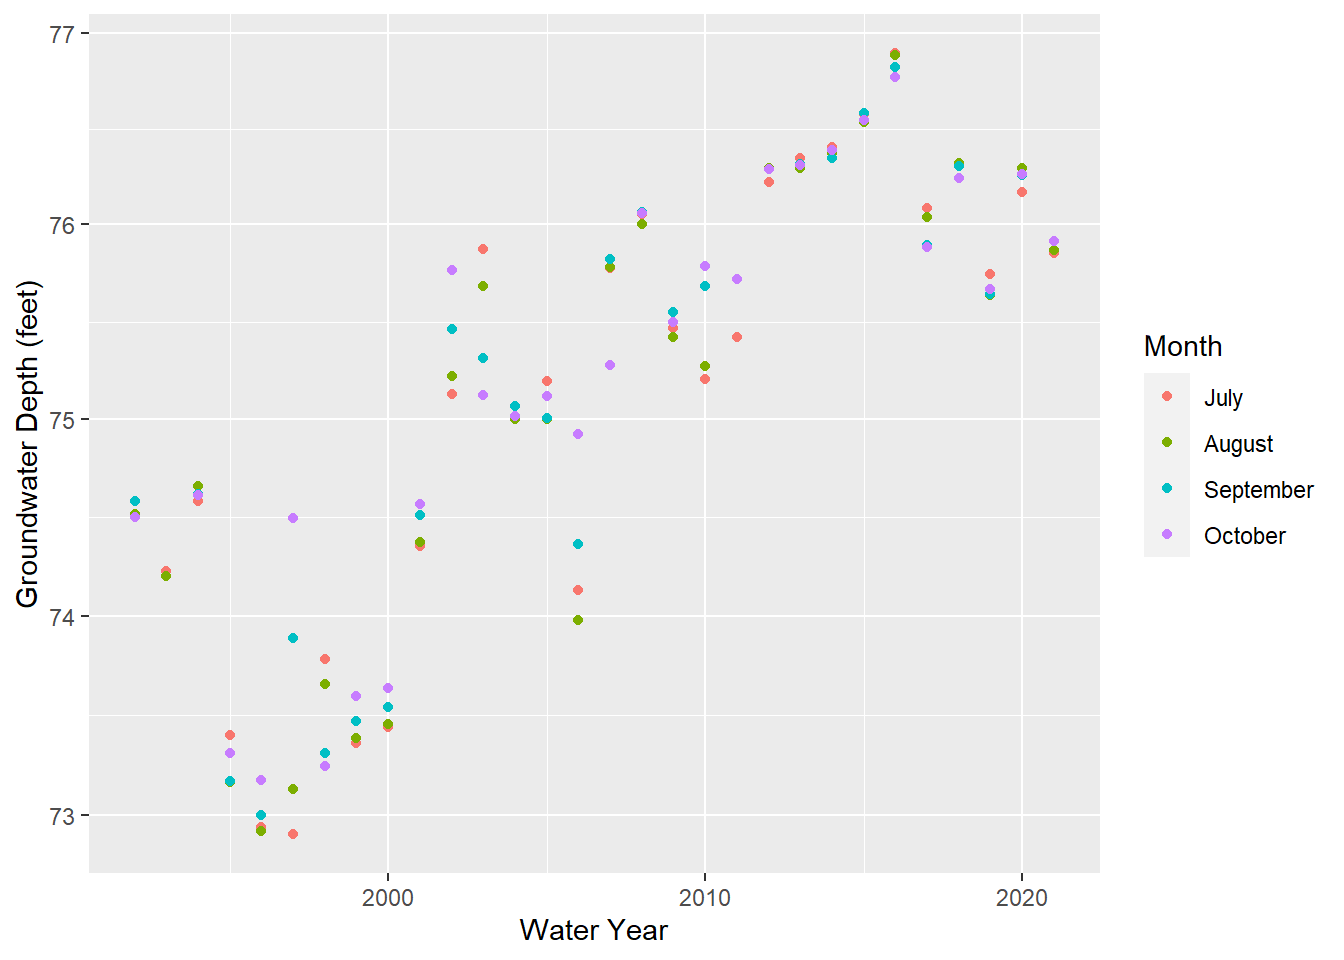 77
76
75
74
73
Groundwater Depth (feet)
2000
2010
2020
Water Year
Month
July
August
September
October